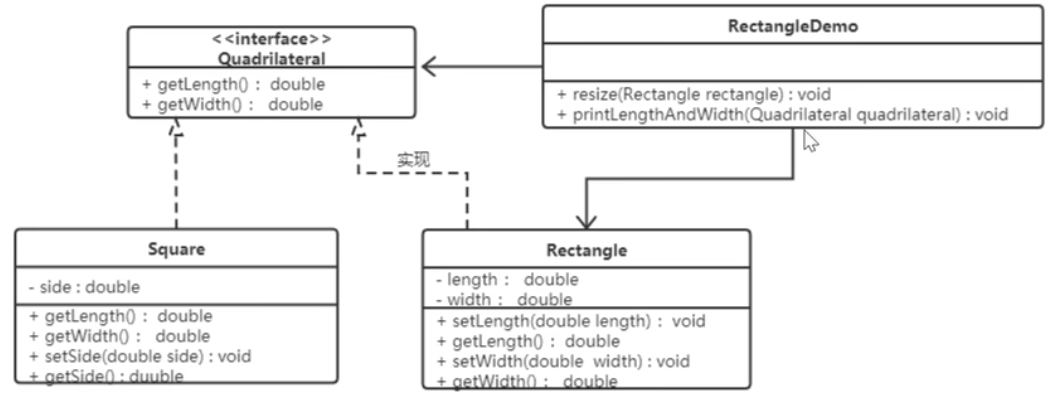 <<interface>>
Quadrilateral
+ getLength() : double
+ getWidth() : double
RectangleDemo
+ resize(Rectangle rectangle) : void
+ printLengthAndWidth(Quadrilateral quadrilateral) : void
实现
Square
- side : double
+ getLength() : double
+ getWidth() : double
+ setSide(double side) : void
+ getSide() : duuble
Rectangle
- length : double
- width : double
+ setLength(double length) : void
+ getLength() : double
+ setWidth(double width) : void
+ getWidth() : double